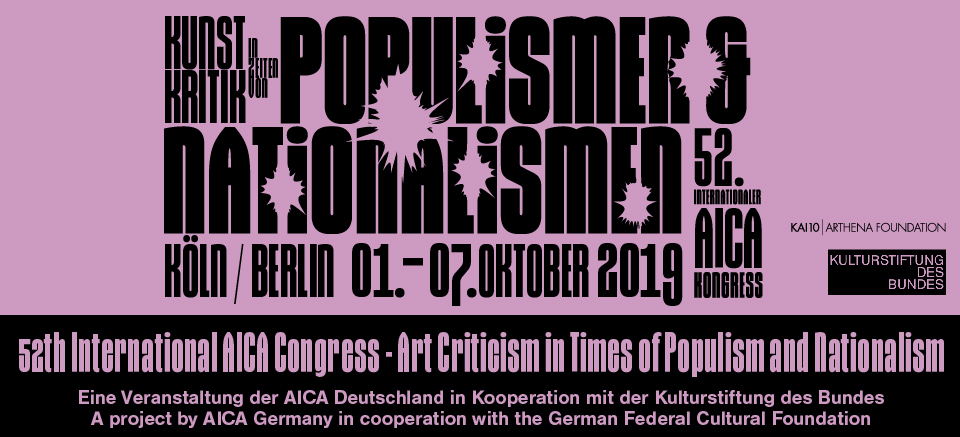 KUNST
KRITIK
IN
ZEITEN
VON
POPULISMEN &
NATIONALISMEN
KÖLN / BERLIN 01.–07.OKTOBER 2019
52.
INTERNATIONALER
AICA
KONGRESS
KAI 10 | ARTHENA FOUNDATION
KULTURSTIFTUNG
DES
BUNDES
52th International AICA Congress - Art Criticism in Times of Populism and Nationalism
Eine Veranstaltung der AICA Deutschland in Kooperation mit der Kulturstiftung des Bundes
A project by AICA Germany in cooperation with the German Federal Cultural Foundation